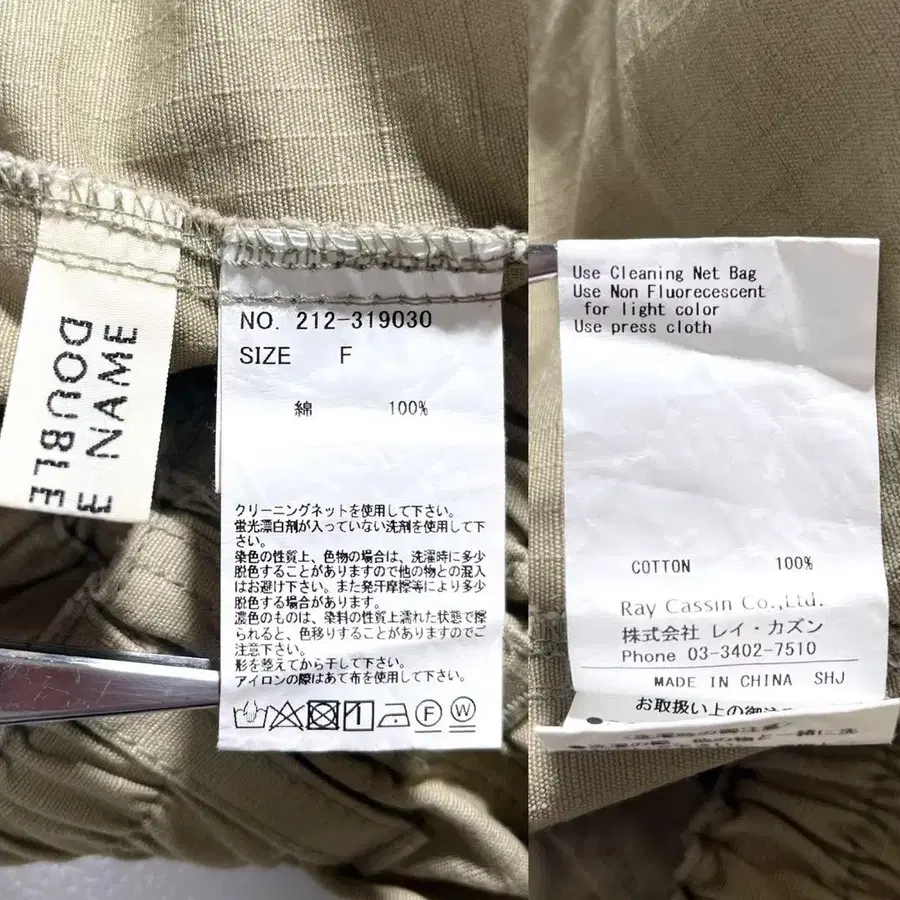 DOUBLE
NAME
NO. 212-319030
SIZE F
綿 100%
クリーニングネットを使用して下さい。
蛍光漂白剤が入っていない洗剤を使用して下
さい。
染色の性質上、色物の場合は、洗濯時に多少
脱色することがありますので他の物との混入
はお避け下さい。また発汗摩擦等により多少
脱色する場合があります。
濃色のものは、染料の性質上濡れた状態で擦
られると、色移りすることがありますのでご
注意下さい。
形を整えてから干して下さい。
アイロンの際はあて布を使用して下さい。
F W
Use Cleaning Net Bag
Use Non Fluorecescent
for light color
Use press cloth
COTTON 100%
Ray Cassin Co.,Ltd.
株式会社 レイ・カズン
Phone 03-3402-7510
MADE IN CHINA SHJ
お取扱い上の御注